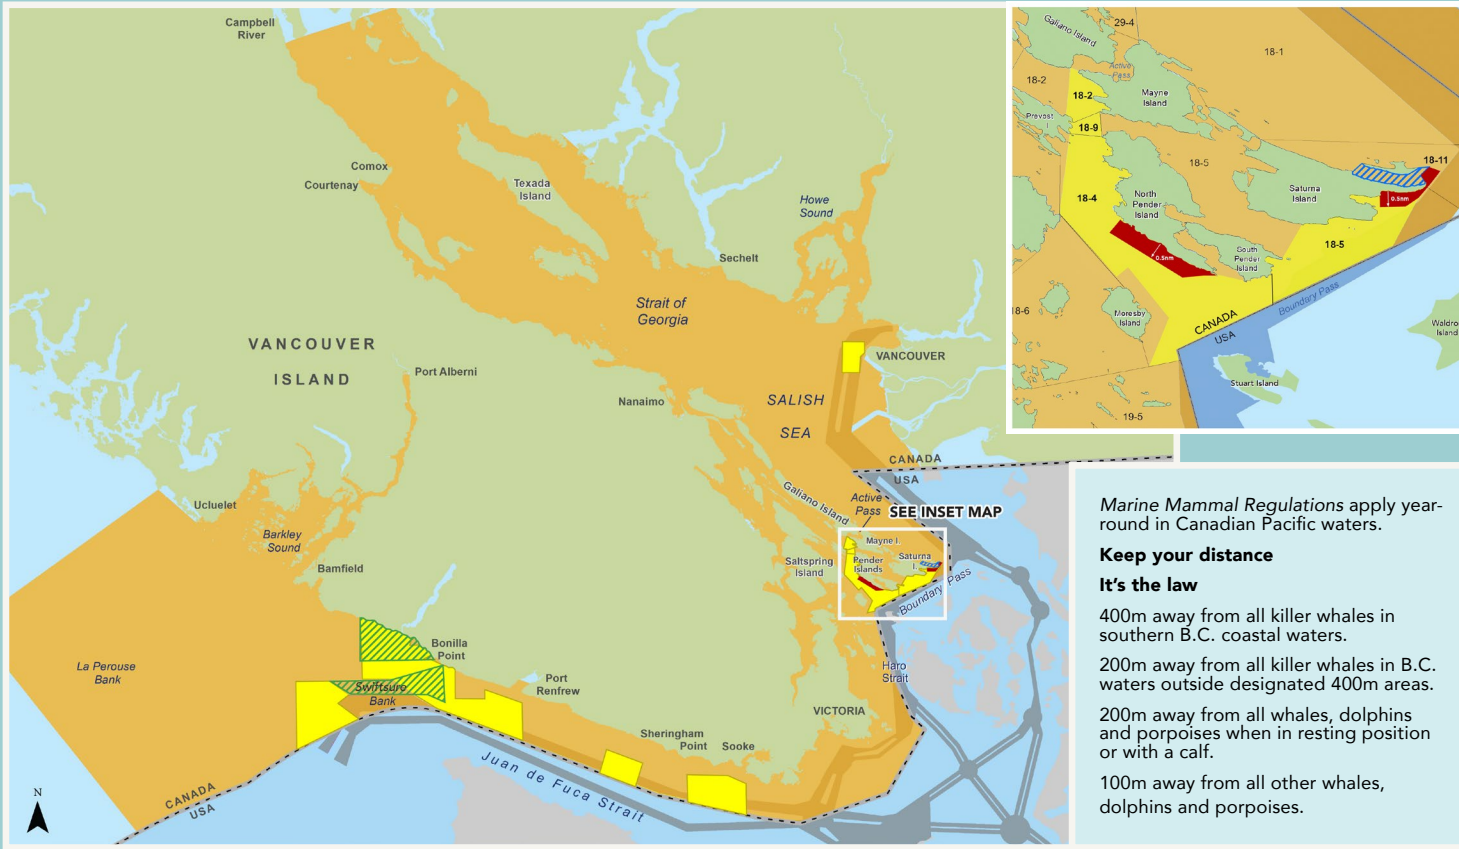 Campbell
River
Comox
Courtenay
Texada
Island
Howe
Sound
Sechelt
Strait of
Georgia
VANCOUVER
ISLAND
Port Alberni
VANCOUVER
Nanaimo
SALISH
SEA
CANADA
USA
Ucluelet
Barkley
Sound
Bamfield
Galiano Island
Active
Pass
SEE INSET MAP
Mayne I.
Saltspring
Island
Pender
Islands
Saturna
I.
Boundary Pass
Haro
Strait
La Perouse
Bank
Bonilla
Point
Swiftsure
Bank
Port
Renfrew
VICTORIA
Sheringham
Point
Sooke
Juan de Fuca Strait
CANADA
USA
N
Galiano Island
29-4
18-1
Active
Pass
18-2
18-2
Mayne
Island
Prevost
I
18-9
18-5
18-11
18-4
North
Pender
Island
Saturna
Island
0.5nm
0.5nm
South
Pender
Island
18-5
Boundary Pass
18-6
Moresby
Island
CANADA
USA
Waldro
Island
Stuart Island
19-5
Marine Mammal Regulations apply year-
round in Canadian Pacific waters.
Keep your distance
It's the law
400m away from all killer whales in
southern B.C. coastal waters.
200m away from all killer whales in B.C.
waters outside designated 400m areas.
200m away from all whales, dolphins
and porpoises when in resting position
or with a calf.
100m away from all other whales,
dolphins and porpoises.